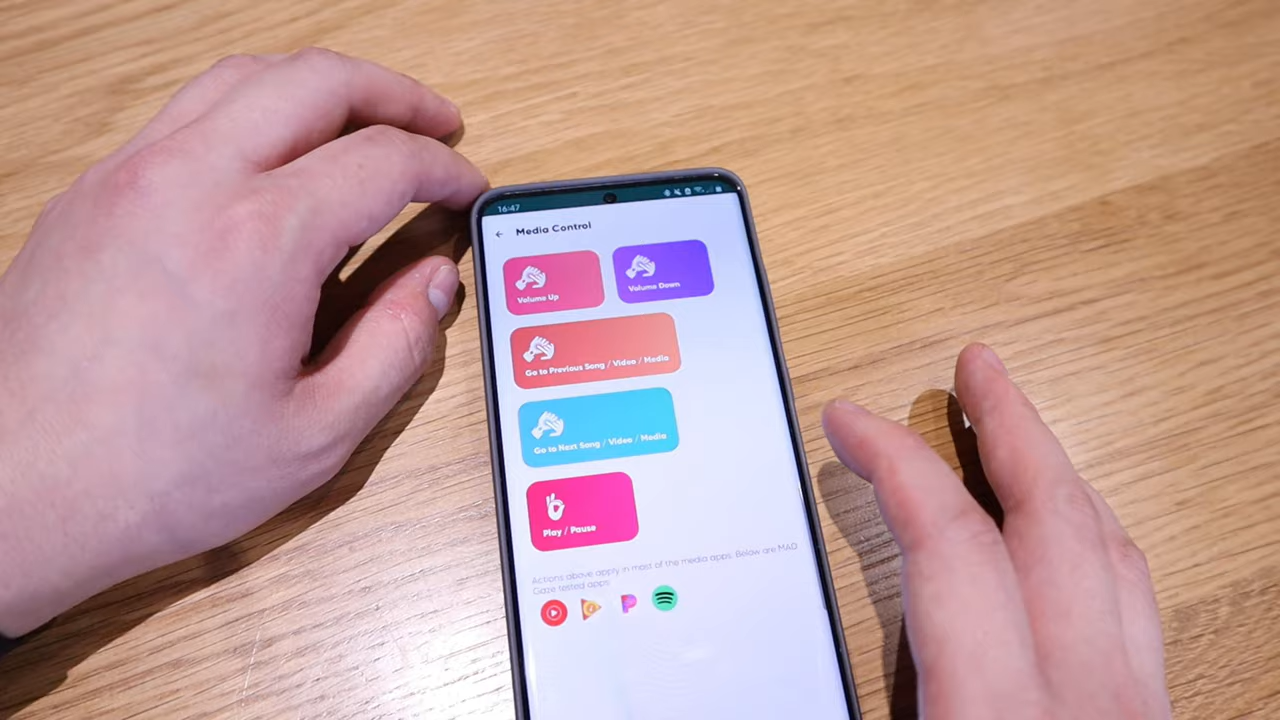 16:47
Media Control
Volume Up
Volume Down
Go to Previous Song / Video / Media
Go to Next Song / Video / Media
Play / Pause
Actions above apply in most of the media apps. Below are MAD
Gaze tested apps: